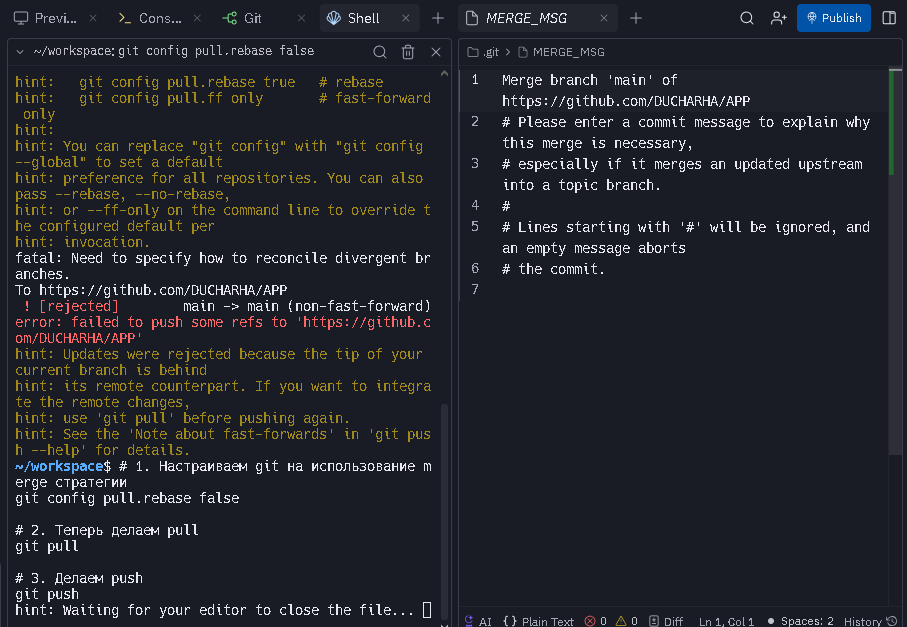 Previ...
Cons...
Git
Shell
MERGE_MSG
Publish
~/workspace: git config pull.rebase false
hint:   git config pull.rebase true   # rebase
hint:   git config pull.ff only       # fast-forward
 only
hint:
hint: You can replace "git config" with "git config
--global" to set a default
hint: preference for all repositories. You can also
pass --rebase, --no-rebase,
hint: or --ff-only on the command line to override t
he configured default per
hint: invocation.
fatal: Need to specify how to reconcile divergent br
anches.
To https://github.com/DUCHARHA/APP
 ! [rejected]        main -> main (non-fast-forward)
error: failed to push some refs to 'https://github.c
om/DUCHARHA/APP'
hint: Updates were rejected because the tip of your
current branch is behind
hint: its remote counterpart. If you want to integra
te the remote changes,
hint: use 'git pull' before pushing again.
hint: See the 'Note about fast-forwards' in 'git pus
h --help' for details.
~/workspace$ # 1. Настраиваем git на использование m
erge стратегии
git config pull.rebase false
# 2. Теперь делаем pull
git pull
# 3. Делаем push
git push
hint: Waiting for your editor to close the file...
.git > MERGE_MSG
1 Merge branch 'main' of
https://github.com/DUCHARHA/APP
2 # Please enter a commit message to explain why
this merge is necessary,
3 # especially if it merges an updated upstream
into a topic branch.
4 #
5 # Lines starting with '#' will be ignored, and
an empty message aborts
6 # the commit.
7
AI {} Plain Text 0 0 Diff Ln 1, Col 1 Spaces: 2 History